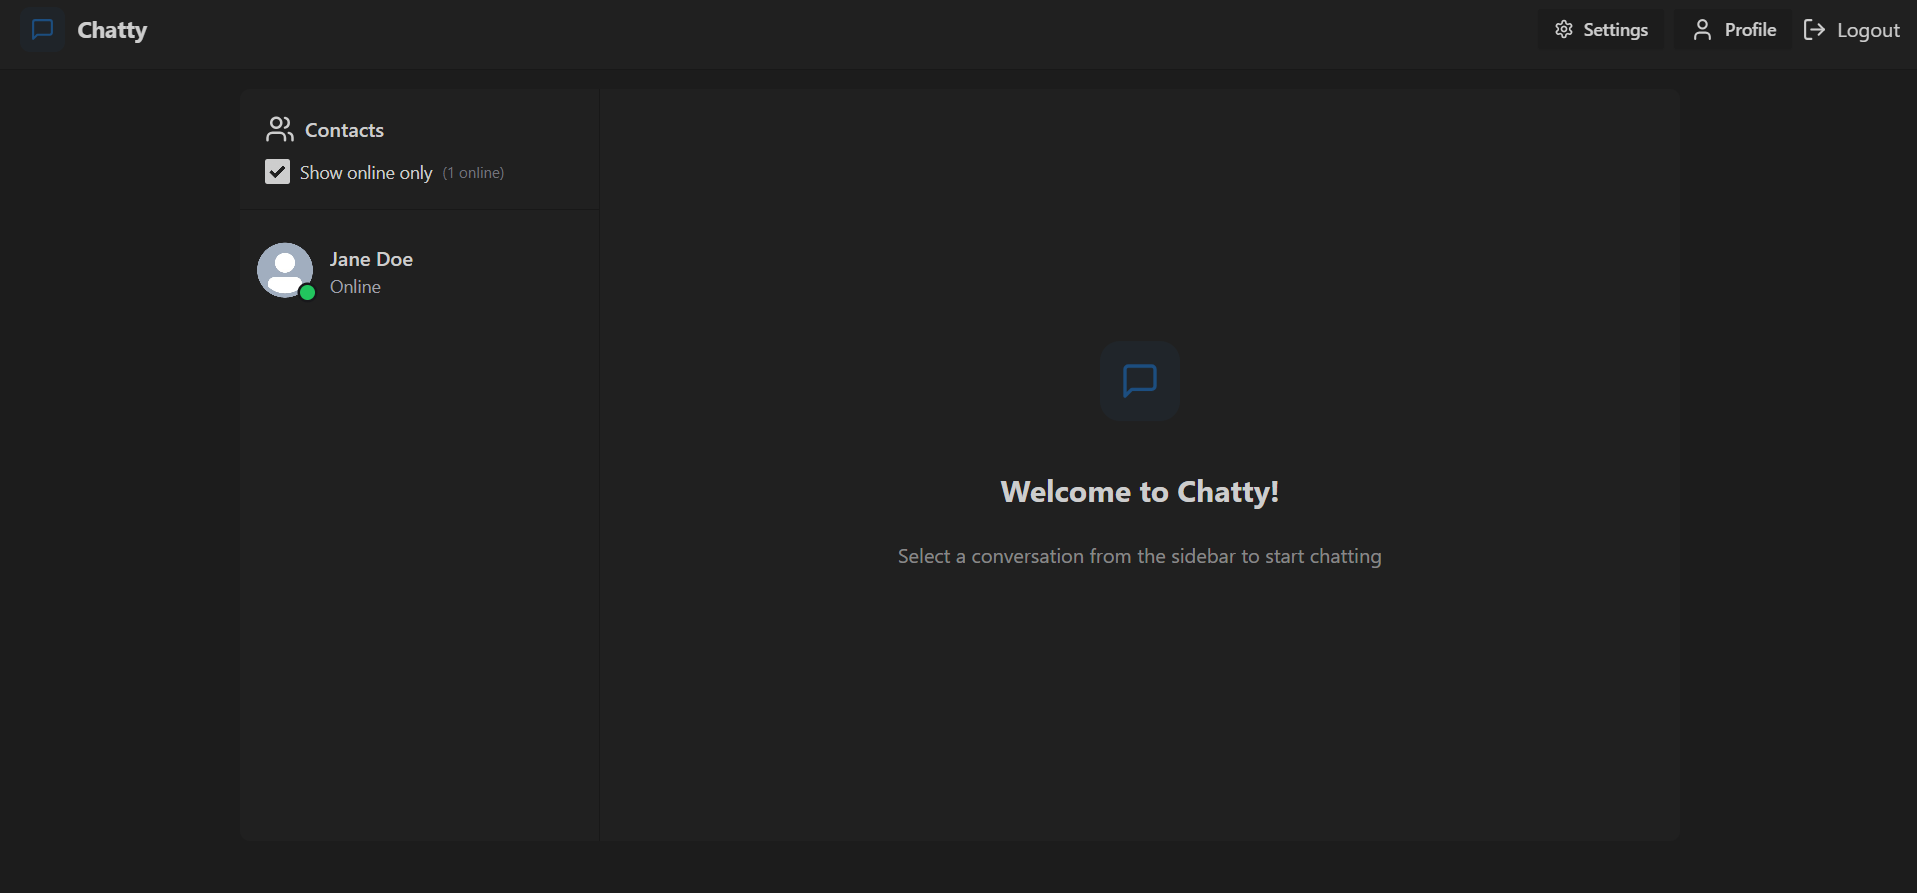 Chatty
Settings
Profile
Logout
Contacts
Show online only (1 online)
Jane Doe
Online
Welcome to Chatty!
Select a conversation from the sidebar to start chatting